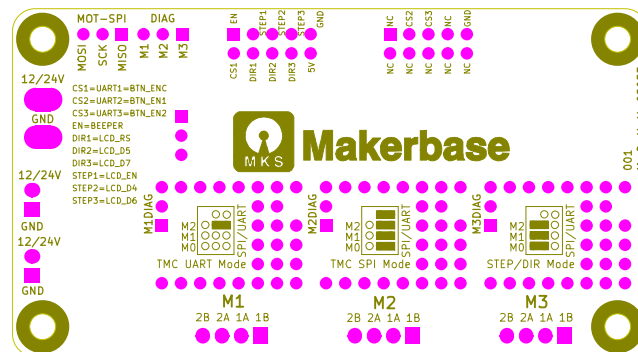 MOT-SPI DIAG
MOSI SCK MISO M1 M2 M3
EN STEP1 STEP2 STEP3 GND
CS1 DIR1 DIR2 DIR3 5V
NC CS2 CS3 NC GND
NC NC NC NC NC
12/24V
GND
CS1=UART1=BTN_ENC
CS2=UART2=BTN_EN1
CS3=UART3=BTN_EN2
EN=BEEPER
DIR1=LCD_RS
DIR2=LCD_D5
DIR3=LCD_D7
STEP1=LCD_EN
STEP2=LCD_D4
STEP3=LCD_D6
MKS
Makerbase
001
12/24V
GND
12/24V
GND
M1DIAG
M2
M1
M0
SPI/UART
TMC UART Mode
M2DIAG
M2
M1
M0
SPI/UART
TMC SPI Mode
M3DIAG
M2
M1
M0
SPI/UART
STEP/DIR Mode
M1
2B 2A 1A 1B
M2
2B 2A 1A 1B
M3
2B 2A 1A 1B